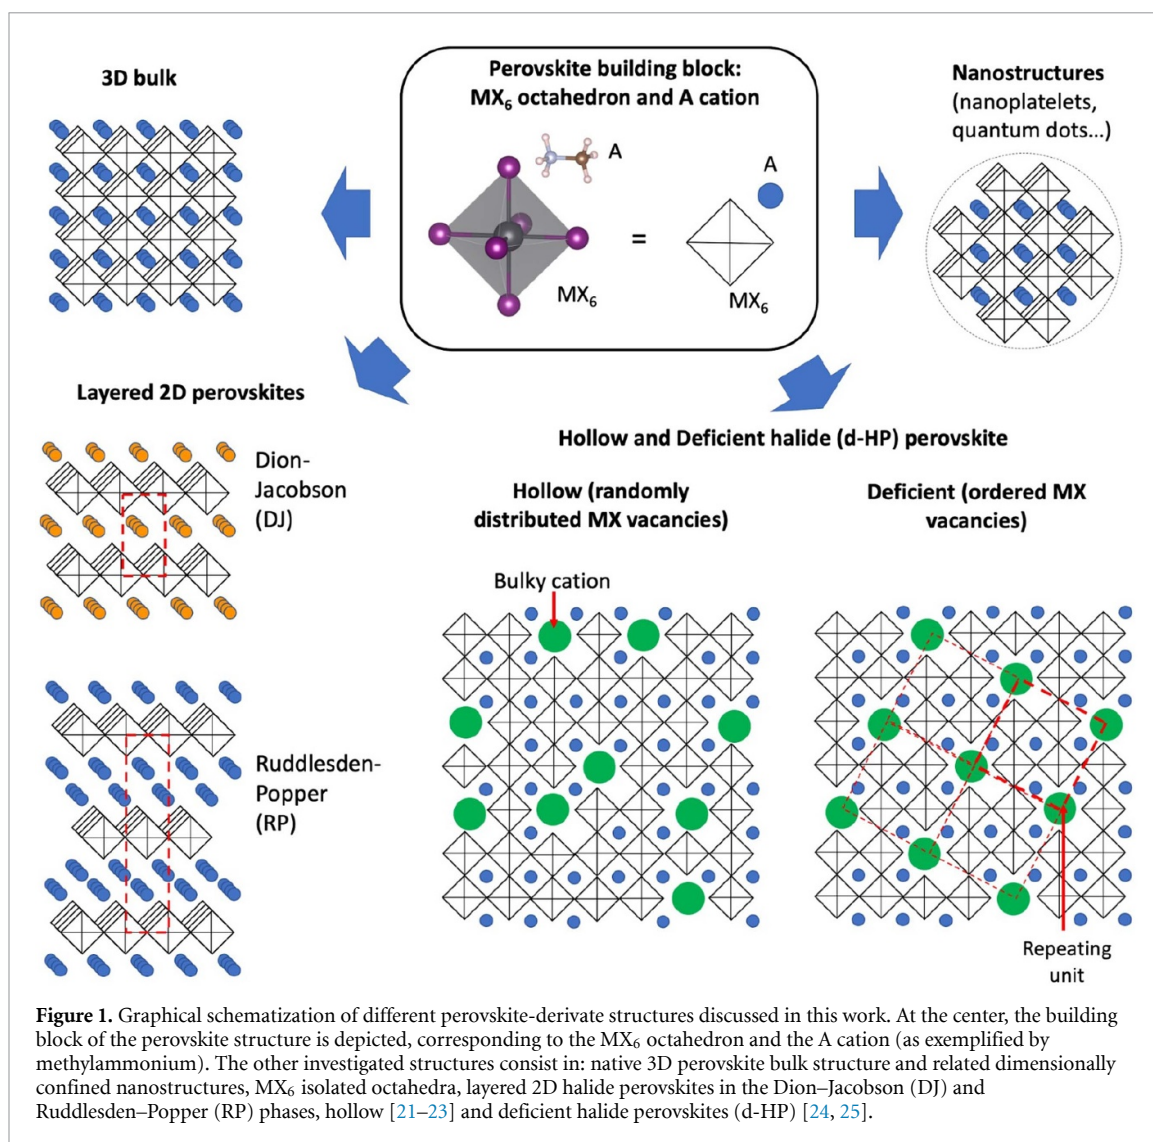 3D bulk
Perovskite building block:
MX₆ octahedron and A cation
A
MX₆
=
A
MX₆
Nanostructures
(nanoplatelets,
quantum dots...)
Layered 2D perovskites
Dion-
Jacobson
(DJ)
Ruddlesden-
Popper
(RP)
Hollow and Deficient halide (d-HP) perovskite
Hollow (randomly
distributed MX vacancies)
Bulky cation
Deficient (ordered MX
vacancies)
Repeating
unit
Figure 1. Graphical schematization of different perovskite-derivate structures discussed in this work. At the center, the building
block of the perovskite structure is depicted, corresponding to the MX₆ octahedron and the A cation (as exemplified by
methylammonium). The other investigated structures consist in: native 3D perovskite bulk structure and related dimensionally
confined nanostructures, MX₆ isolated octahedra, layered 2D halide perovskites in the Dion–Jacobson (DJ) and
Ruddlesden–Popper (RP) phases, hollow [21–23] and deficient halide perovskites (d-HP) [24, 25].